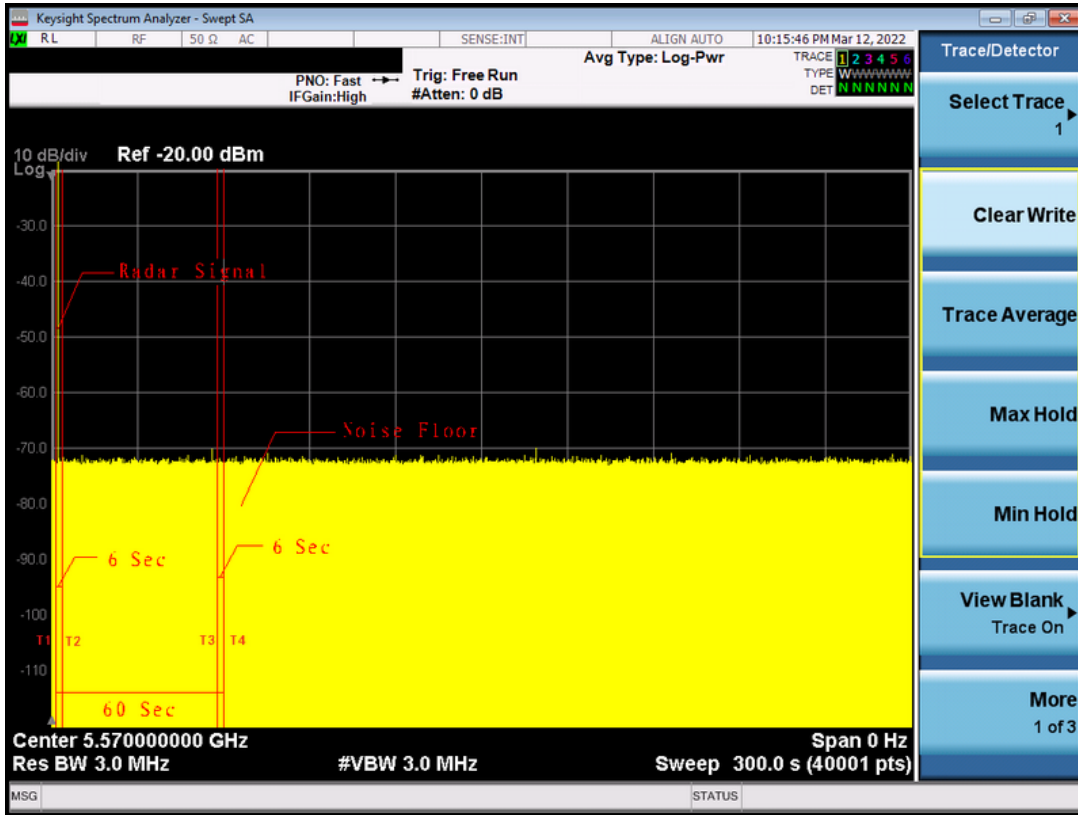 Keysight Spectrum Analyzer - Swept SA
LXI RL RF 50 Ω AC SENSE:INT ALIGN AUTO 10:15:46 PM Mar 12, 2022
Avg Type: Log-Pwr
TRACE 1 2 3 4 5 6
PNO: Fast Trig: Free Run
TYPE WWWWWW
IFGain:High #Atten: 0 dB
DET N N N N N N
Trace/Detector
Select Trace
1
Clear Write
Trace Average
Max Hold
Min Hold
View Blank
Trace On
More
1 of 3
10 dB/div Ref -20.00 dBm
Log
-30.0
Radar Signal
-40.0
-50.0
-60.0
Noise Floor
-70.0
-80.0
6 Sec
-90.0
6 Sec
-100
T1 T2 T3 T4
-110
60 Sec
Center 5.570000000 GHz Span 0 Hz
Res BW 3.0 MHz #VBW 3.0 MHz Sweep 300.0 s (40001 pts)
MSG STATUS